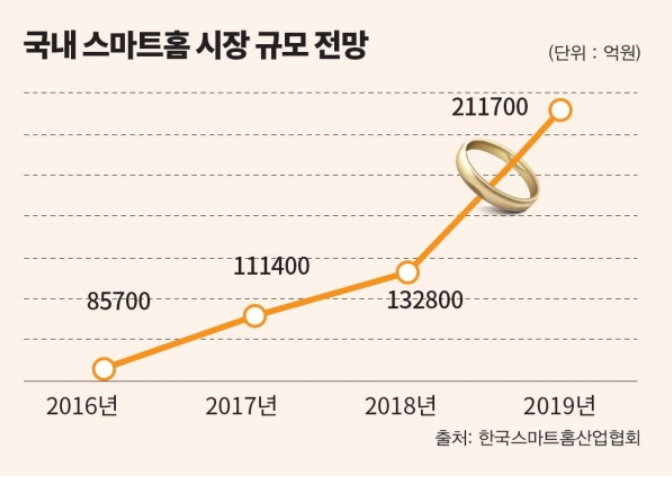 국내 스마트홈 시장 규모 전망
(단위 : 억원)
211700
111400
85700
132800
2016년
2017년
2018년
2019년
출처: 한국스마트홈산업협회